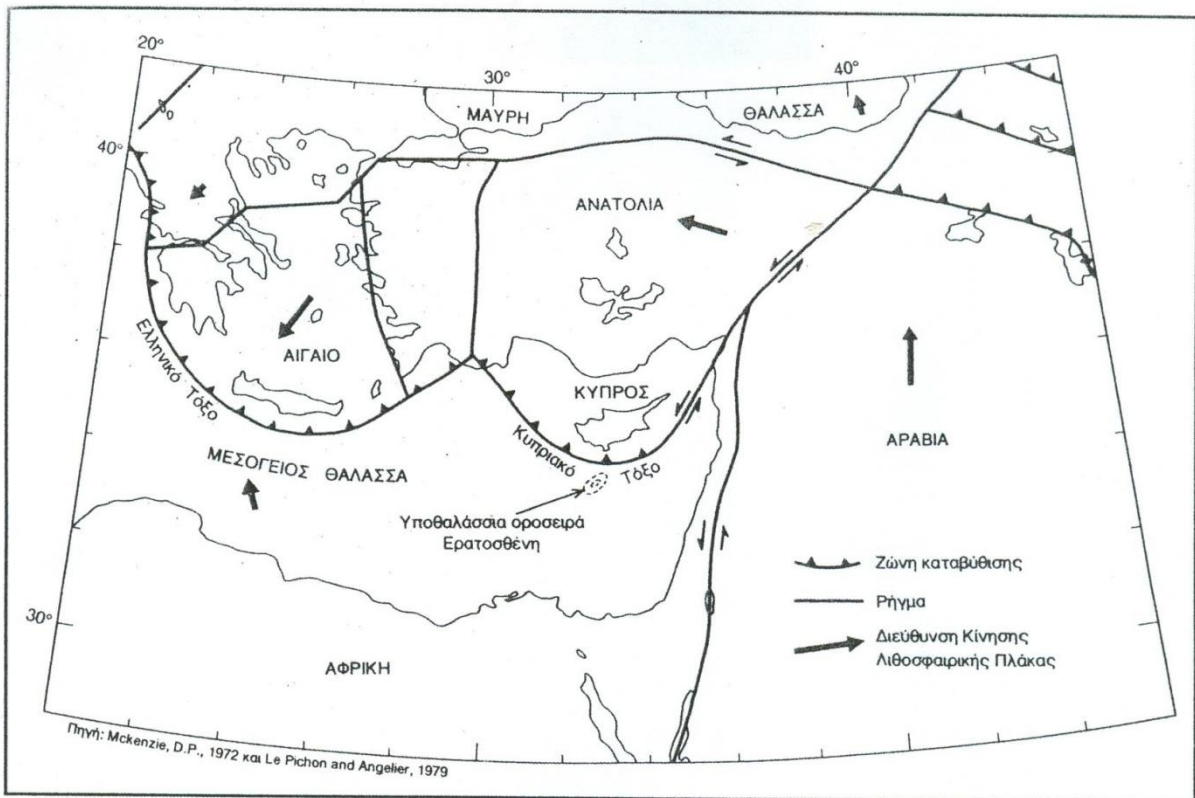 20°
30°
40°
ΜΑΥΡΗ
ΘΑΛΑΣΣΑ
40°
ΑΝΑΤΟΛΙΑ
ΑΙΓΑΙΟ
Ελληνικό Τόξο
ΚΥΠΡΟΣ
Κυπριακό Τόξο
ΑΡΑΒΙΑ
ΜΕΣΟΓΕΙΟΣ ΘΑΛΑΣΣΑ
Υποθαλάσσια οροσειρά
Ερατοσθένη
Ζώνη καταβύθισης
Ρήγμα
Διεύθυνση Κίνησης
Λιθοσφαιρικής Πλάκας
30°
ΑΦΡΙΚΗ
Πηγή: Mckenzie, D.P., 1972 και Le Pichon and Angelier, 1979